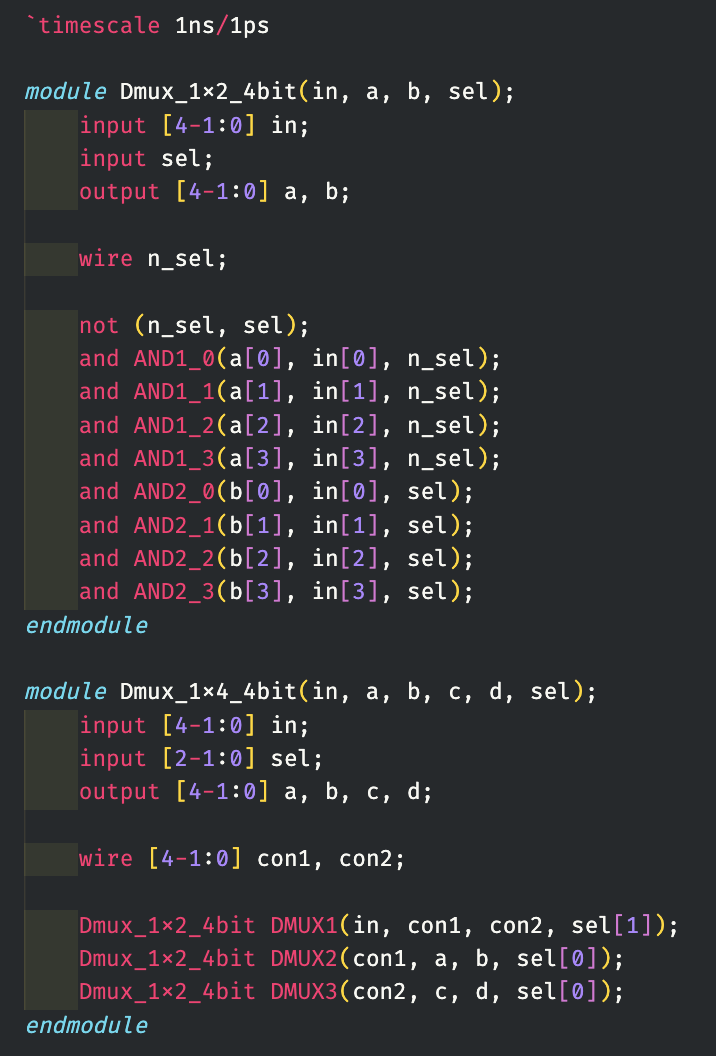 `timescale 1ns/1ps
module Dmux_1×2_4bit(in, a, b, sel);
input [4-1:0] in;
input sel;
output [4-1:0] a, b;
wire n_sel;
not (n_sel, sel);
and AND1_0(a[0], in[0], n_sel);
and AND1_1(a[1], in[1], n_sel);
and AND1_2(a[2], in[2], n_sel);
and AND1_3(a[3], in[3], n_sel);
and AND2_0(b[0], in[0], sel);
and AND2_1(b[1], in[1], sel);
and AND2_2(b[2], in[2], sel);
and AND2_3(b[3], in[3], sel);
endmodule
module Dmux_1×4_4bit(in, a, b, c, d, sel);
input [4-1:0] in;
input [2-1:0] sel;
output [4-1:0] a, b, c, d;
wire [4-1:0] con1, con2;
Dmux_1×2_4bit DMUX1(in, con1, con2, sel[1]);
Dmux_1×2_4bit DMUX2(con1, a, b, sel[0]);
Dmux_1×2_4bit DMUX3(con2, c, d, sel[0]);
endmodule